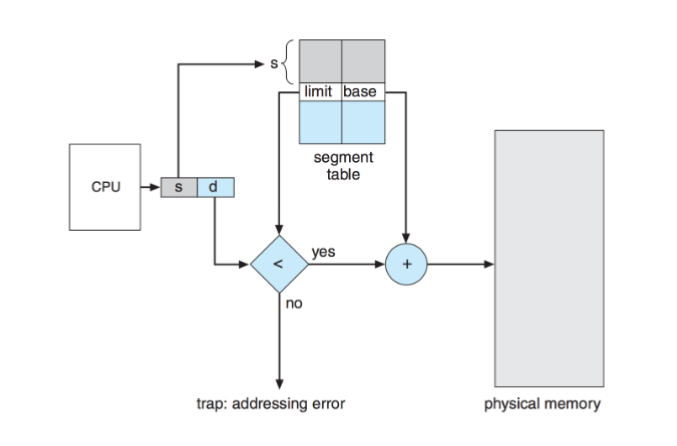 s
limit base
segment
table
CPU
s d
<
yes
+
no
trap: addressing error
physical memory